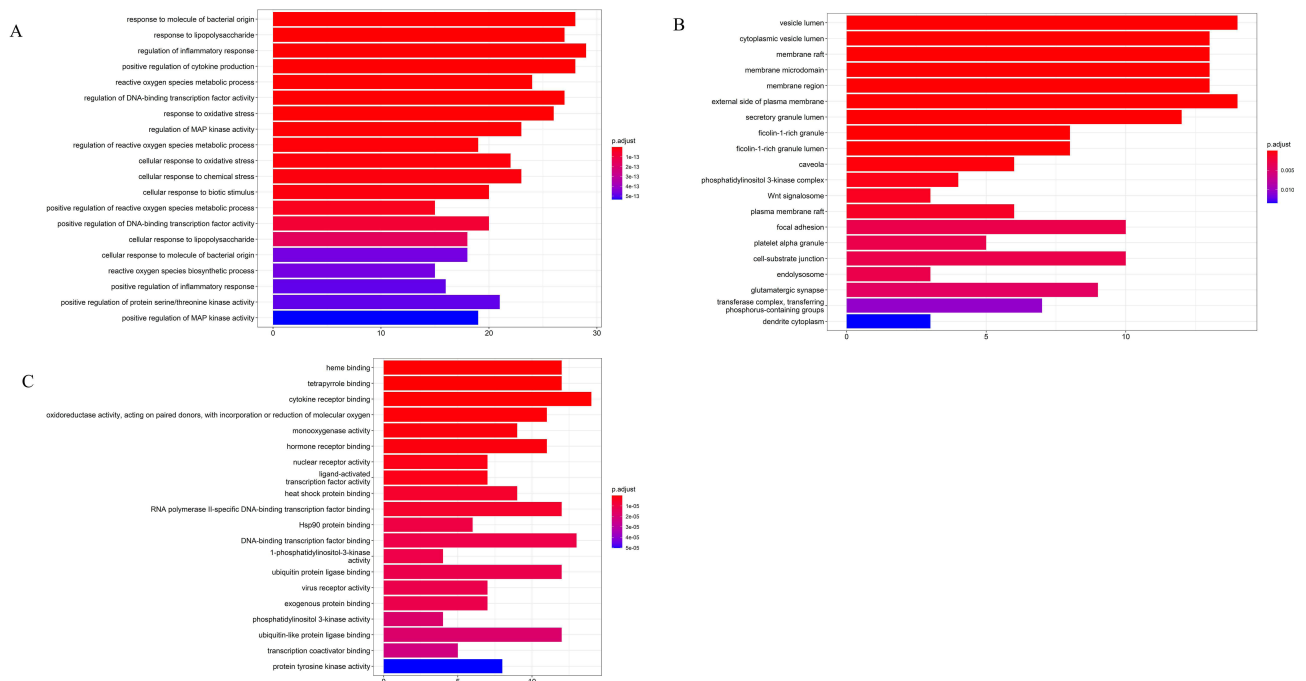 A
response to molecule of bacterial origin
response to lipopolysaccharide
regulation of inflammatory response
positive regulation of cytokine production
reactive oxygen species metabolic process
regulation of DNA-binding transcription factor activity
response to oxidative stress
regulation of MAP kinase activity
regulation of reactive oxygen species metabolic process
cellular response to oxidative stress
cellular response to chemical stress
cellular response to biotic stimulus
positive regulation of reactive oxygen species metabolic process
positive regulation of DNA-binding transcription factor activity
cellular response to lipopolysaccharide
cellular response to molecule of bacterial origin
reactive oxygen species biosynthetic process
positive regulation of inflammatory response
positive regulation of protein serine/threonine kinase activity
positive regulation of MAP kinase activity
0 10 20 30
p.adjust
1e-13
2e-13
3e-13
4e-13
5e-13
B
vesicle lumen
cytoplasmic vesicle lumen
membrane raft
membrane microdomain
membrane region
external side of plasma membrane
secretory granule lumen
ficolin-1-rich granule
ficolin-1-rich granule lumen
caveola
phosphatidylinositol 3-kinase complex
Wnt signalosome
plasma membrane raft
focal adhesion
platelet alpha granule
cell-substrate junction
endolysosome
glutamatergic synapse
transferase complex, transferring
phosphorus-containing groups
dendrite cytoplasm
0 5 10
p.adjust
0.005
0.010
C
heme binding
tetrapyrrole binding
cytokine receptor binding
oxidoreductase activity, acting on paired donors, with incorporation or reduction of molecular oxygen
monooxygenase activity
hormone receptor binding
nuclear receptor activity
ligand-activated
transcription factor activity
heat shock protein binding
RNA polymerase II-specific DNA-binding transcription factor binding
Hsp90 protein binding
DNA-binding transcription factor binding
1-phosphatidylinositol-3-kinase
activity
ubiquitin protein ligase binding
virus receptor activity
exogenous protein binding
phosphatidylinositol 3-kinase activity
ubiquitin-like protein ligase binding
transcription coactivator binding
protein tyrosine kinase activity
0 5 10
p.adjust
1e-05
2e-05
3e-05
4e-05
5e-05